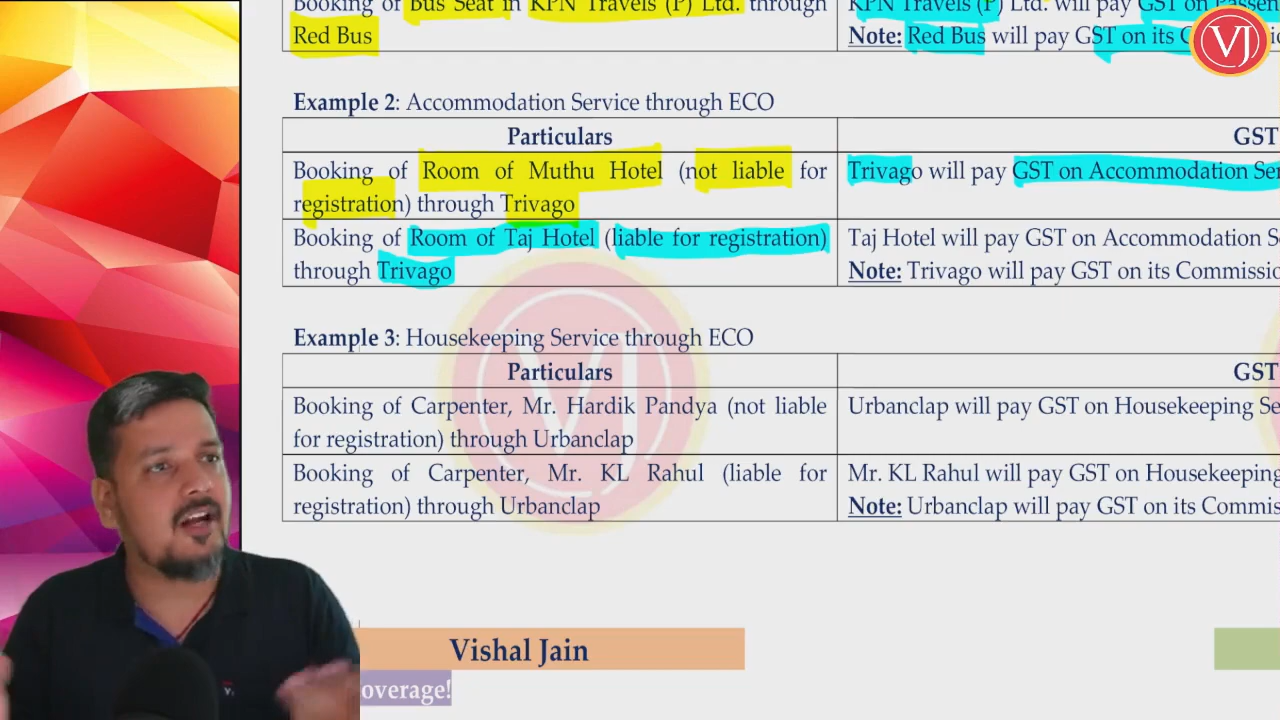 Booking of Bus Seat in KPN Travels (P) Ltd. through
Red Bus
KPN Travels (P) Ltd. will pay GST on
Note: Red Bus will pay GST on its
VJ
Example 2: Accommodation Service through ECO
Particulars
GST
Booking of Room of Muthu Hotel (not liable for
registration) through Trivago
Trivago will pay GST on Accommodation Ser
Booking of Room of Taj Hotel (liable for registration)
through Trivago
Taj Hotel will pay GST on Accommodation S
Note: Trivago will pay GST on its Commissio
Example 3: Housekeeping Service through ECO
Particulars
GST
Booking of Carpenter, Mr. Hardik Pandya (not liable
for registration) through Urbanclap
Urbanclap will pay GST on Housekeeping Se
Booking of Carpenter, Mr. KL Rahul (liable for
registration) through Urbanclap
Mr. KL Rahul will pay GST on Housekeeping
Note: Urbanclap will pay GST on its Commis
Vishal Jain
overage!